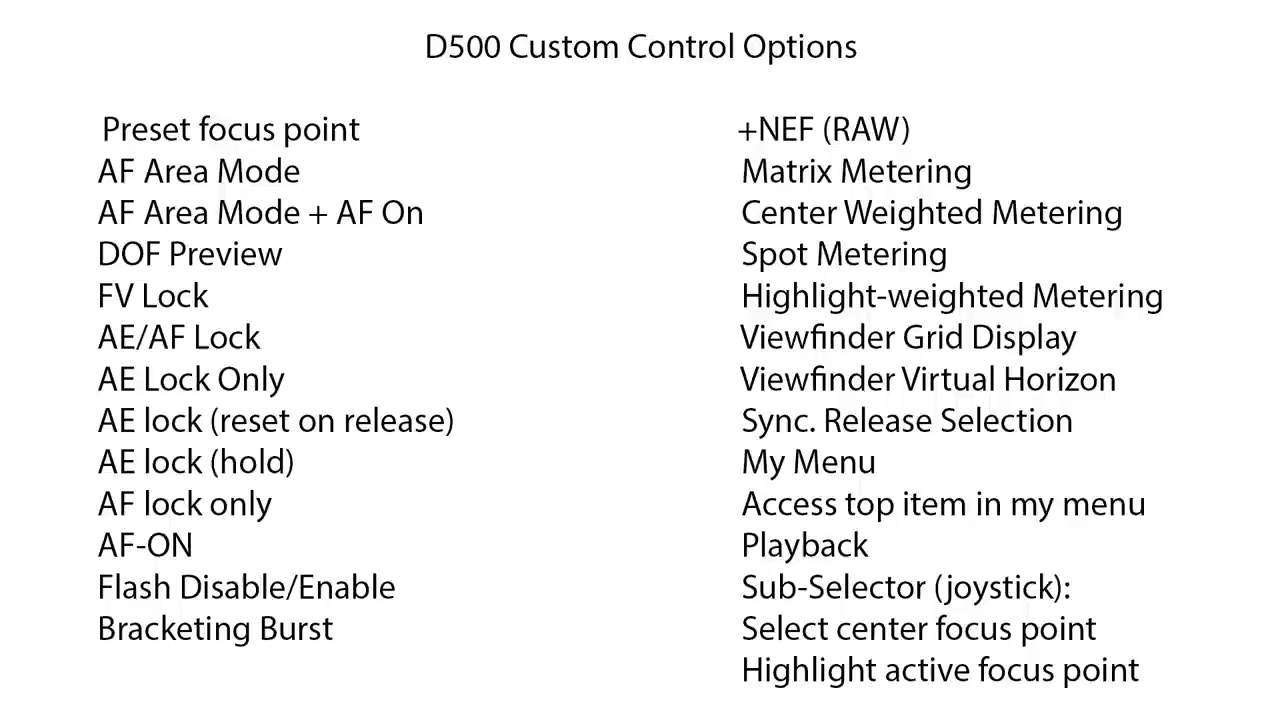 D500 Custom Control Options
Preset focus point
AF Area Mode
AF Area Mode + AF On
DOF Preview
FV Lock
AE/AF Lock
AE Lock Only
AE lock (reset on release)
AE lock (hold)
AF lock only
AF-ON
Flash Disable/Enable
Bracketing Burst
+NEF (RAW)
Matrix Metering
Center Weighted Metering
Spot Metering
Highlight-weighted Metering
Viewfinder Grid Display
Viewfinder Virtual Horizon
Sync. Release Selection
My Menu
Access top item in my menu
Playback
Sub-Selector (joystick):
Select center focus point
Highlight active focus point